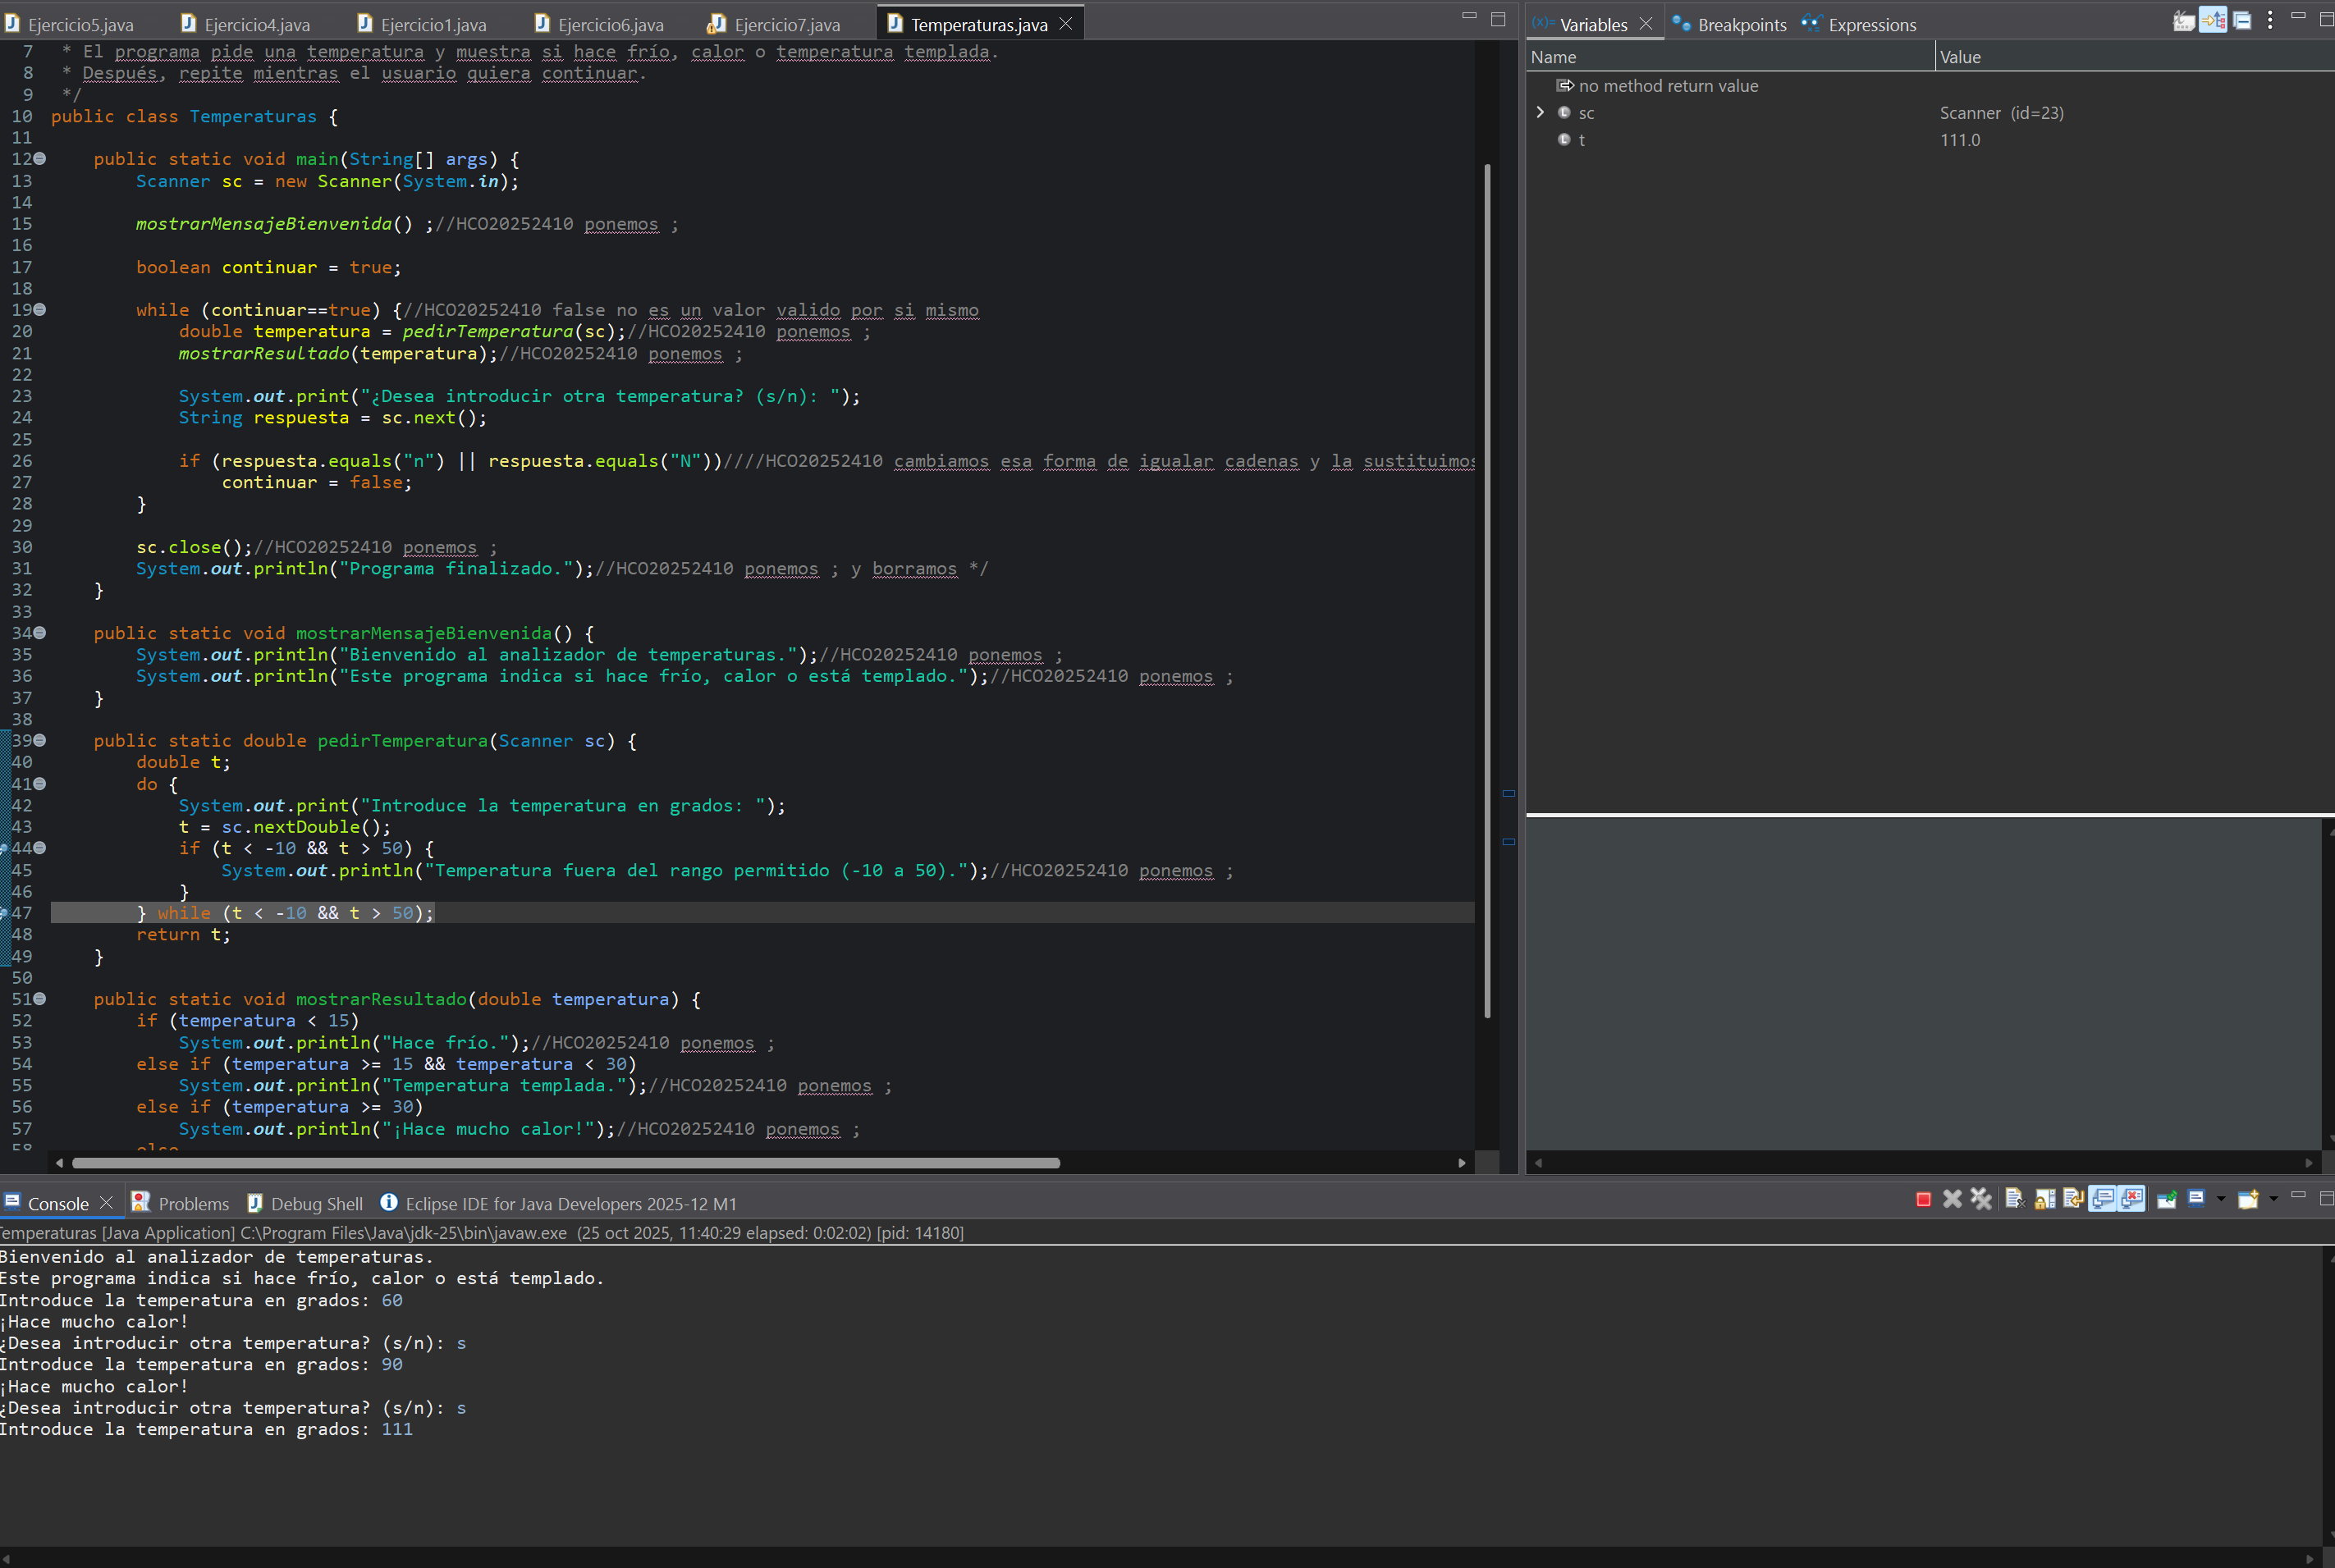 Ejercicio5.java Ejercicio4.java Ejercicio1.java Ejercicio6.java Ejercicio7.java Temperaturas.java
7 * El programa pide una temperatura y muestra si hace frío, calor o temperatura templada.
8 * Después, repite mientras el usuario quiera continuar.
9 */
10 public class Temperaturas {
11
12 public static void main(String[] args) {
13 Scanner sc = new Scanner(System.in);
14
15 mostrarMensajeBienvenida() ;//HCO20252410 ponemos ;
16
17 boolean continuar = true;
18
19 while (continuar==true) {//HCO20252410 false no es un valor valido por si mismo
20 double temperatura = pedirTemperatura(sc);//HCO20252410 ponemos ;
21 mostrarResultado(temperatura);//HCO20252410 ponemos ;
22
23 System.out.print("¿Desea introducir otra temperatura? (s/n): ");
24 String respuesta = sc.next();
25
26 if (respuesta.equals("n") || respuesta.equals("N"))////HCO20252410 cambiamos esa forma de igualar cadenas y la sustituimos
27 continuar = false;
28 }
29
30 sc.close();//HCO20252410 ponemos ;
31 System.out.println("Programa finalizado.");//HCO20252410 ponemos ; y borramos */
32 }
33
34 public static void mostrarMensajeBienvenida() {
35 System.out.println("Bienvenido al analizador de temperaturas.");//HCO20252410 ponemos ;
36 System.out.println("Este programa indica si hace frío, calor o está templado.");//HCO20252410 ponemos ;
37 }
38
39 public static double pedirTemperatura(Scanner sc) {
40 double t;
41 do {
42 System.out.print("Introduce la temperatura en grados: ");
43 t = sc.nextDouble();
44 if (t < -10 && t > 50) {
45 System.out.println("Temperatura fuera del rango permitido (-10 a 50).");//HCO20252410 ponemos ;
46 }
47 } while (t < -10 && t > 50);
48 return t;
49 }
50
51 public static void mostrarResultado(double temperatura) {
52 if (temperatura < 15)
53 System.out.println("Hace frío.");//HCO20252410 ponemos ;
54 else if (temperatura >= 15 && temperatura < 30)
55 System.out.println("Temperatura templada.");//HCO20252410 ponemos ;
56 else if (temperatura >= 30)
57 System.out.println("¡Hace mucho calor!");//HCO20252410 ponemos ;
58 else
(x)= Variables Breakpoints Expressions
Name Value
no method return value
sc Scanner (id=23)
t 111.0
Console Problems Debug Shell Eclipse IDE for Java Developers 2025-12 M1
Temperaturas [Java Application] C:\Program Files\Java\jdk-25\bin\javaw.exe (25 oct 2025, 11:40:29 elapsed: 0:02:02) [pid: 14180]
Bienvenido al analizador de temperaturas.
Este programa indica si hace frío, calor o está templado.
Introduce la temperatura en grados: 60
¡Hace mucho calor!
¿Desea introducir otra temperatura? (s/n): s
Introduce la temperatura en grados: 90
¡Hace mucho calor!
¿Desea introducir otra temperatura? (s/n): s
Introduce la temperatura en grados: 111